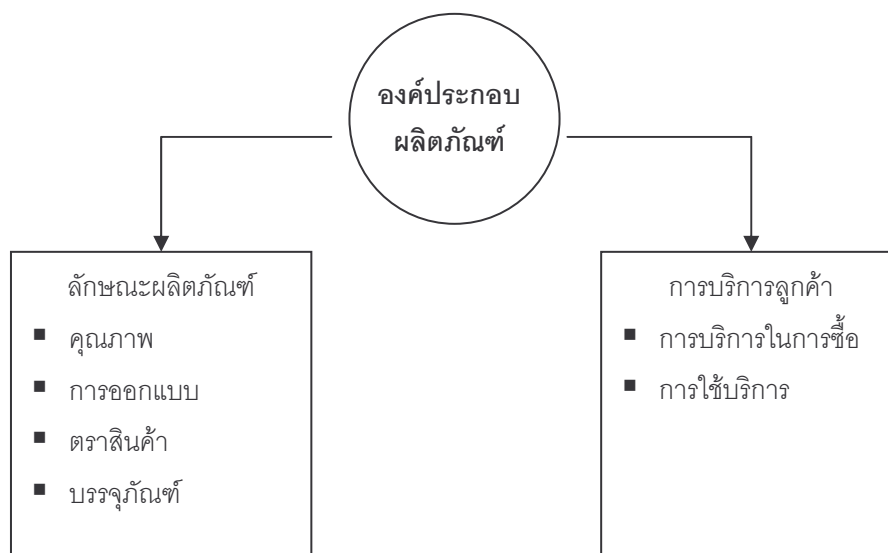 องค์ประกอบ
ผลิตภัณฑ์
ลักษณะผลิตภัณฑ์
▪ คุณภาพ
▪ การออกแบบ
▪ ตราสินค้า
▪ บรรจุภัณฑ์
การบริการลูกค้า
▪ การบริการในการซื้อ
▪ การใช้บริการ